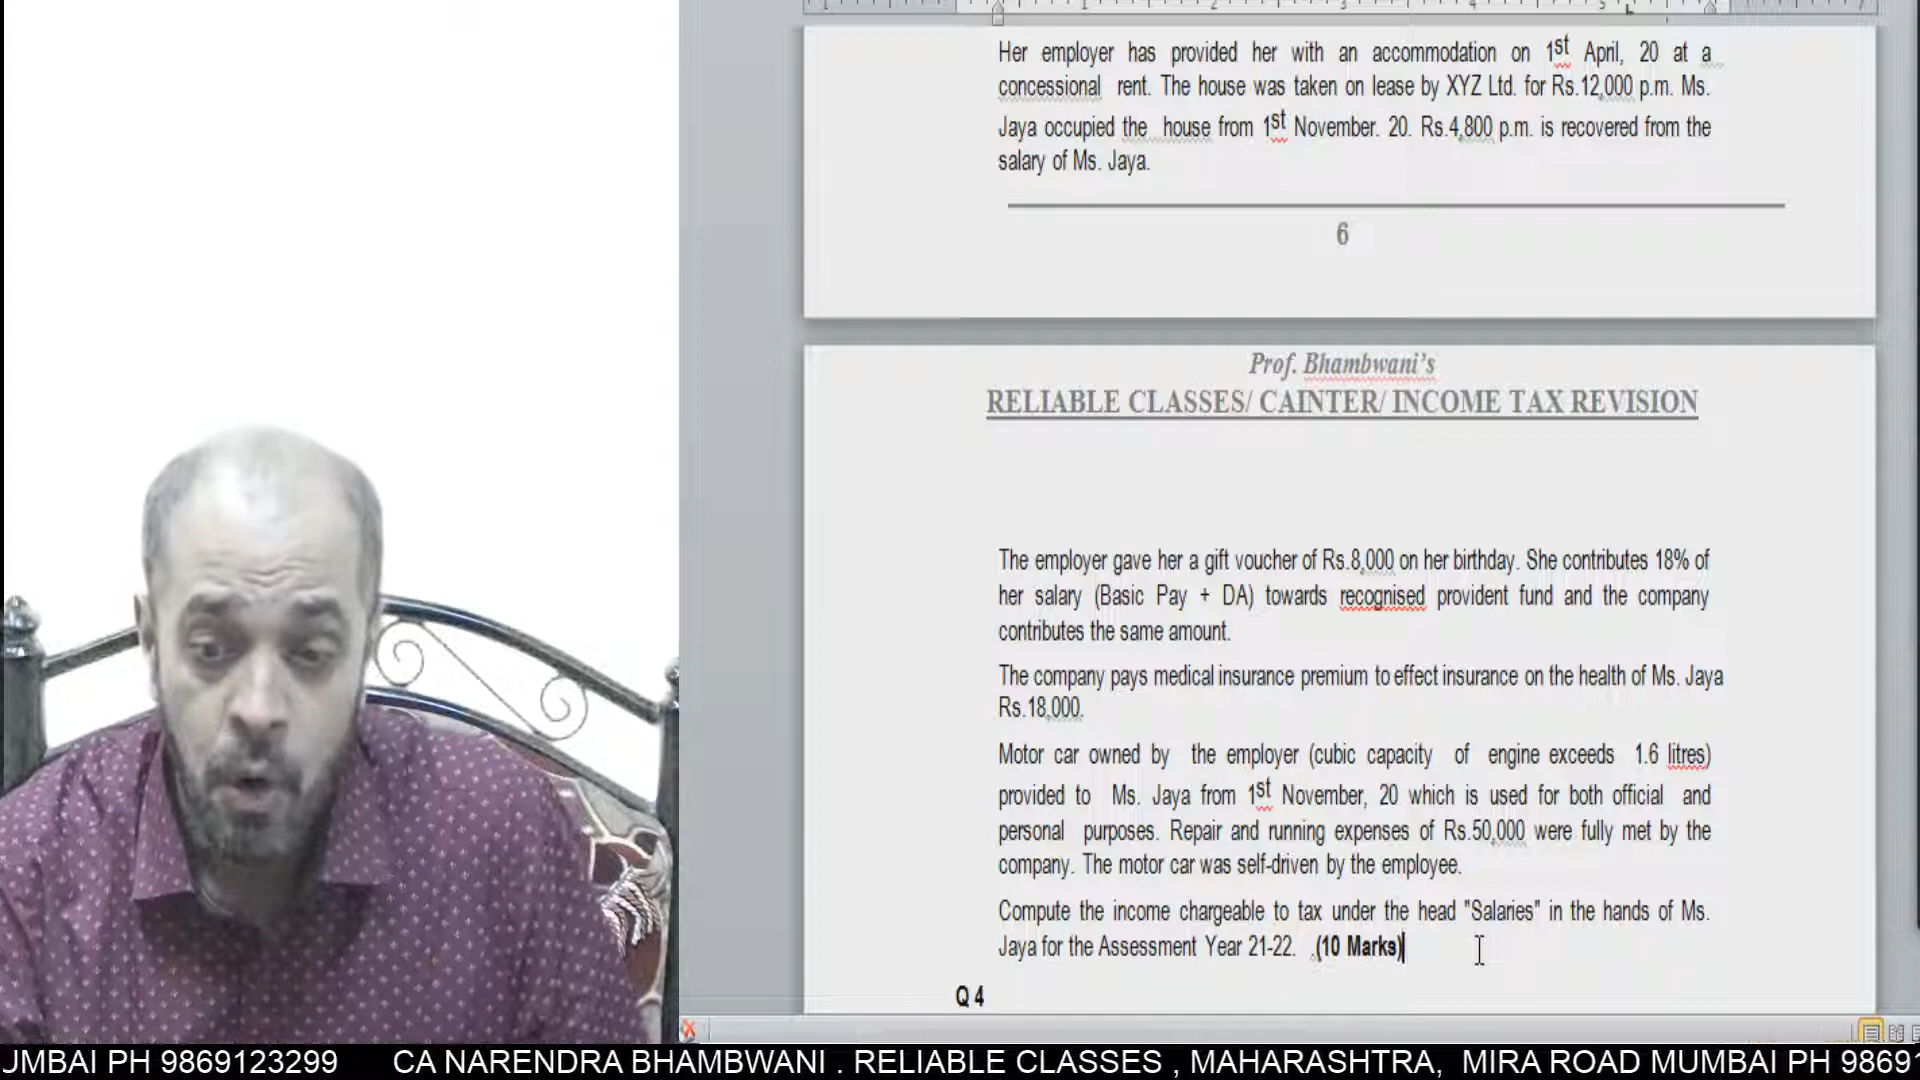 Her employer has provided her with an accommodation on 1st April, 20 at a
concessional rent. The house was taken on lease by XYZ Ltd. for Rs.12,000 p.m. Ms.
Jaya occupied the house from 1st November. 20. Rs.4,800 p.m. is recovered from the
salary of Ms. Jaya.
6
Prof. Bhambwani's
RELIABLE CLASSES/ CAINTER/ INCOME TAX REVISION
The employer gave her a gift voucher of Rs.8,000 on her birthday. She contributes 18% of
her salary (Basic Pay + DA) towards recognised provident fund and the company
contributes the same amount.
The company pays medical insurance premium to effect insurance on the health of Ms. Jaya
Rs.18,000.
Motor car owned by the employer (cubic capacity of engine exceeds 1.6 litres)
provided to Ms. Jaya from 1st November, 20 which is used for both official and
personal purposes. Repair and running expenses of Rs.50,000 were fully met by the
company. The motor car was self-driven by the employee.
Compute the income chargeable to tax under the head "Salaries" in the hands of Ms.
Jaya for the Assessment Year 21-22. .(10 Marks)
Q 4
UMBAI PH 9869123299 CA NARENDRA BHAMBWANI . RELIABLE CLASSES , MAHARASHTRA, MIRA ROAD MUMBAI PH 9869